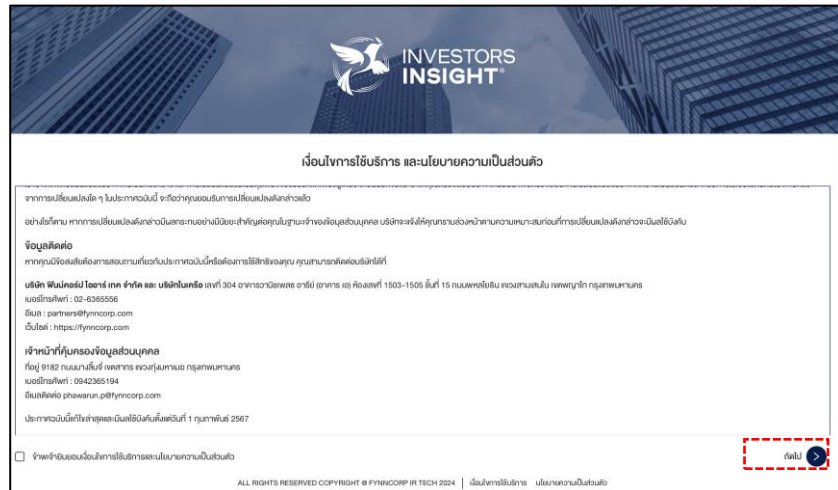 INVESTORS
INSIGHT®
เงื่อนไขการใช้บริการ และนโยบายความเป็นส่วนตัว
จากการเปลี่ยนแปลงใด ๆ ในประกาศฉบับนี้ จะถือว่าคุณยอมรับการเปลี่ยนแปลงดังกล่าวแล้ว
อย่างไรก็ตาม หากการเปลี่ยนแปลงดังกล่าวมีผลกระทบอย่างมีนัยยะสำคัญต่อคุณในฐานะเจ้าของข้อมูลส่วนบุคคล บริษัทจะแจ้งให้คุณทราบล่วงหน้าตามความเหมาะสมก่อนที่การเปลี่ยนแปลงดังกล่าวจะมีผลใช้บังคับ
ข้อมูลติดต่อ
หากคุณมีข้อสงสัยต้องการสอบถามเกี่ยวกับประกาศฉบับนี้หรือต้องการใช้สิทธิของคุณ คุณสามารถติดต่อบริษัทได้ที่
บริษัท ฟินน์คอร์ป ไออาร์ เทค จำกัด และ บริษัทในเครือ เลขที่ 304 อาคารวานิชเพลซ อารีย์ (อาคาร เอ) ห้องเลขที่ 1503-1505 ชั้นที่ 15 ถนนพหลโยธิน แขวงสามเสนใน เขตพญาไท กรุงเทพมหานคร
เบอร์โทรศัพท์ : 02-6365556
อีเมล : partners@fynncorp.com
เว็บไซต์ : https://fynncorp.com
เจ้าหน้าที่คุ้มครองข้อมูลส่วนบุคคล
ที่อยู่ 9182 ถนนนางลิ้นจี่ เขตสาทร แขวงทุ่งมหาเมฆ กรุงเทพมหานคร
เบอร์โทรศัพท์ : 0942365194
อีเมลติดต่อ phawarun.p@fynncorp.com
ประกาศฉบับนี้แก้ไขล่าสุดและมีผลใช้บังคับตั้งแต่วันที่ 1 กุมภาพันธ์ 2567
ข้าพเจ้ายินยอมเงื่อนไขการใช้บริการและนโยบายความเป็นส่วนตัว
ถัดไป
ALL RIGHTS RESERVED COPYRIGHT @ FYNNCORP IR TECH 2024 | เงื่อนไขการใช้บริการ นโยบายความเป็นส่วนตัว